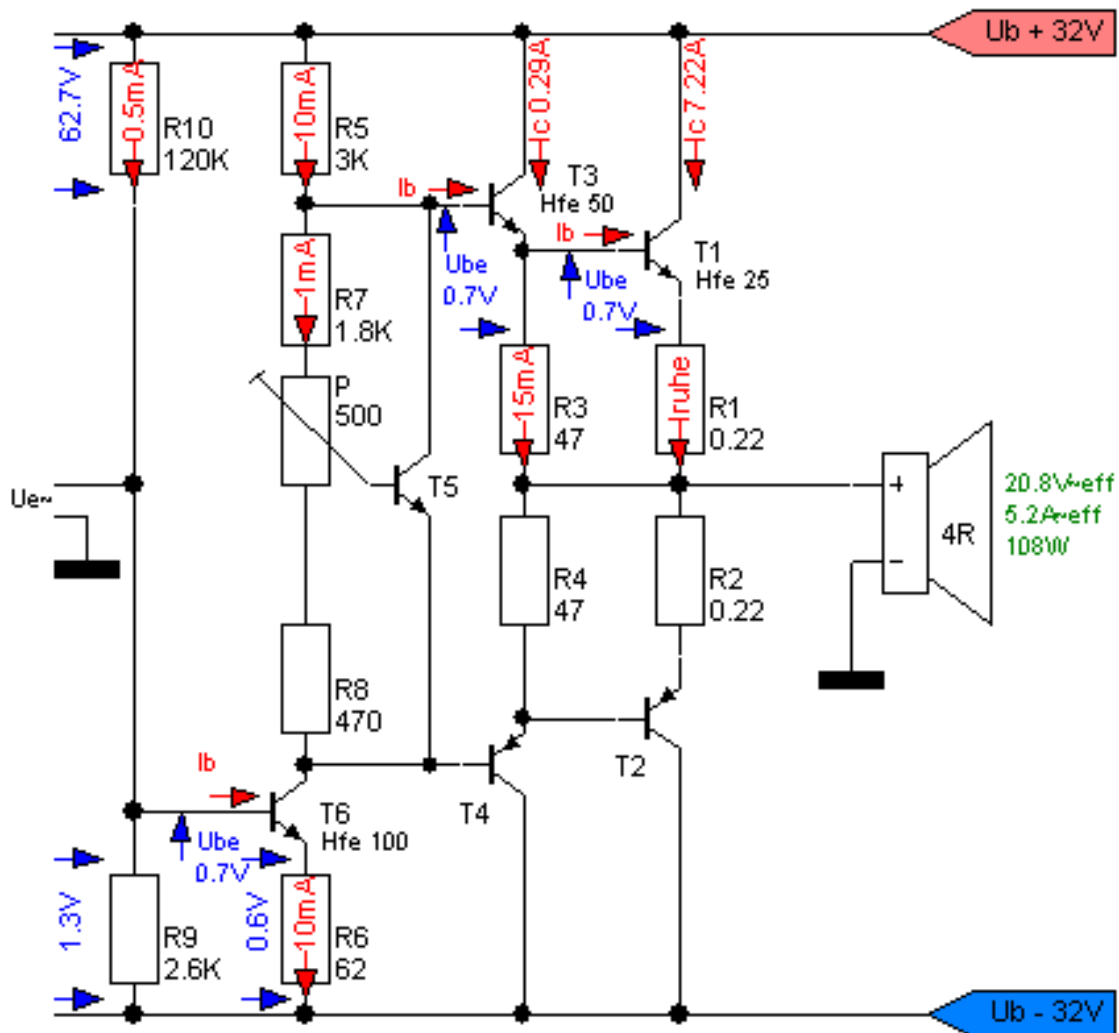 Ub + 32V
62.7V
0.5mA
R10
120K
10mA
R5
3K
Ic 0.29A
Ic 7.22A
Ib
T3
Hfe 50
Ib
T1
Hfe 25
Ube
0.7V
Ube
0.7V
1mA
R7
1.8K
P
500
15mA
R3
47
Iruhe
R1
0.22
T5
Ue~
+
-
4R
20.8V~eff
5.2A~eff
108W
R4
47
R2
0.22
R8
470
Ib
T6
Hfe 100
T4
T2
Ube
0.7V
1.3V
R9
2.6K
0.6V
10mA
R6
62
Ub - 32V